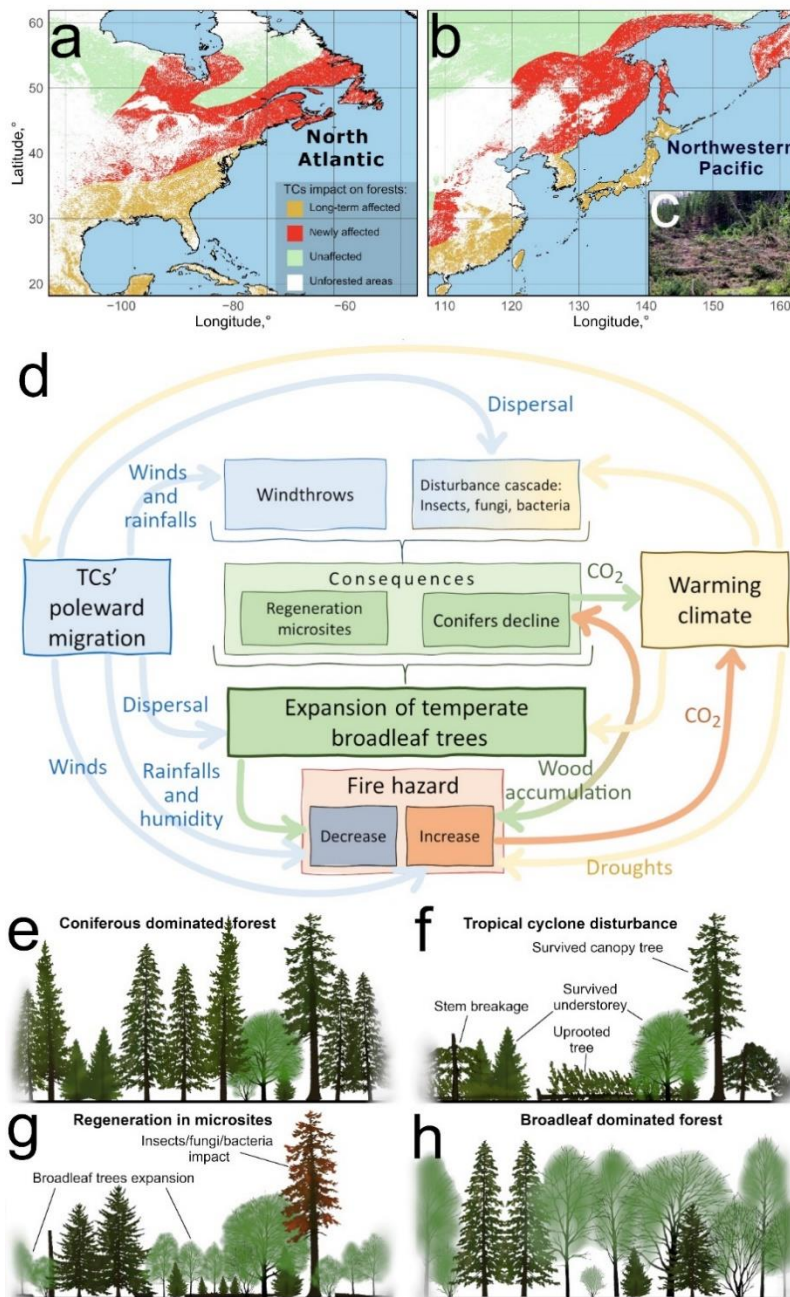 a
b
60
50
40
30
20
Latitude,°
North
Atlantic
TCs impact on forests:
Long-term affected
Newly affected
Unaffected
Unforested areas
−100
−80
−60
Longitude,°
Northwestern
Pacific
C
110
120
130
140
150
160
Longitude,°
d
Dispersal
Winds
and
rainfalls
Windthrows
Disturbance cascade:
Insects, fungi, bacteria
TCs'
poleward
migration
Consequences
Regeneration
microsites
Conifers decline
CO2
Warming
climate
Dispersal
Expansion of temperate
broadleaf trees
CO2
Winds
Rainfalls
and
humidity
Fire hazard
Decrease
Increase
Wood
accumulation
Droughts
e
Coniferous dominated forest
f
Tropical cyclone disturbance
Survived canopy tree
Stem breakage
Survived
understorey
Uprooted
tree
g
Regeneration in microsites
Insects/fungi/bacteria
impact
Broadleaf trees expansion
h
Broadleaf dominated forest